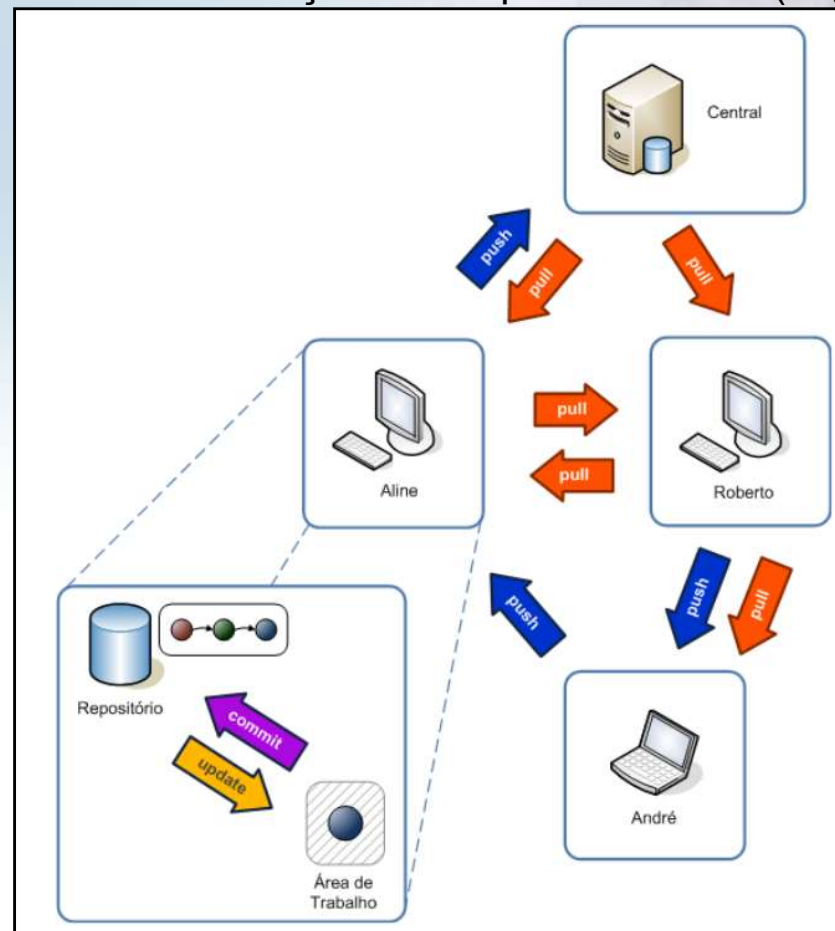 Central
push
pull
pull
pull
pull
Aline
Roberto
push
push
pull
Repositório
commit
update
André
Área de
Trabalho